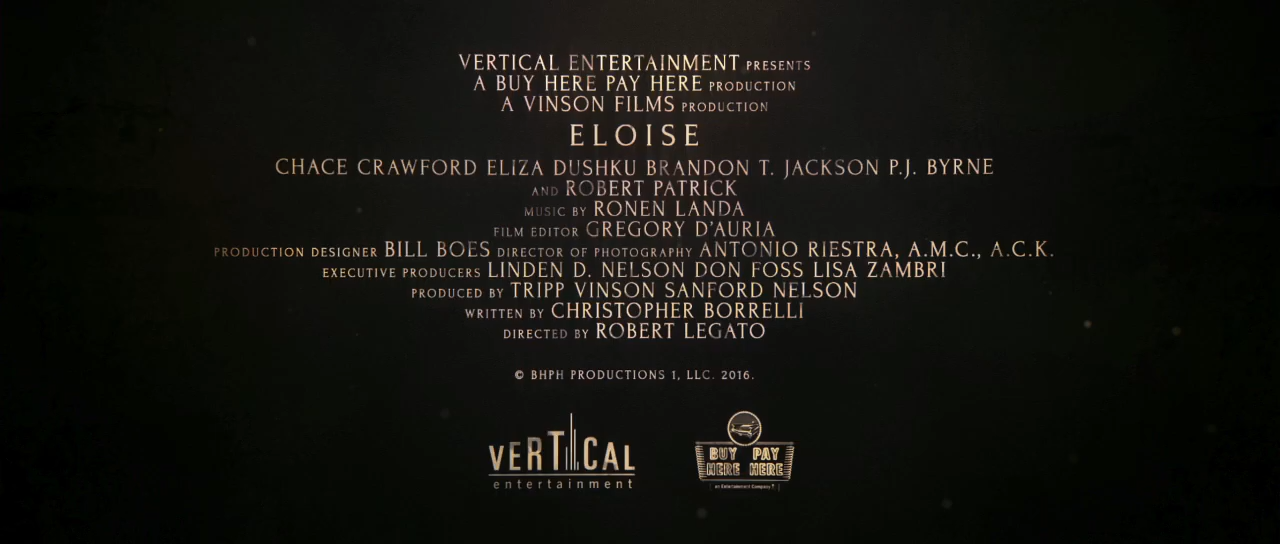 VERTICAL ENTERTAINMENT PRESENTS
A BUY HERE PAY HERE PRODUCTION
A VINSON FILMS PRODUCTION
ELOISE
CHACE CRAWFORD ELIZA DUSHKU BRANDON T. JACKSON P.J. BYRNE
AND ROBERT PATRICK
MUSIC BY RONEN LANDA
FILM EDITOR GREGORY D'AURIA
PRODUCTION DESIGNER BILL BOES DIRECTOR OF PHOTOGRAPHY ANTONIO RIESTRA, A.M.C., A.C.K.
EXECUTIVE PRODUCERS LINDEN D. NELSON DON FOSS LISA ZAMBRI
PRODUCED BY TRIPP VINSON SANFORD NELSON
WRITTEN BY CHRISTOPHER BORRELLI
DIRECTED BY ROBERT LEGATO
© BHPH PRODUCTIONS 1, LLC. 2016.
VERTICAL
entertainment
BUY PAY
HERE HERE
an Entertainment Company